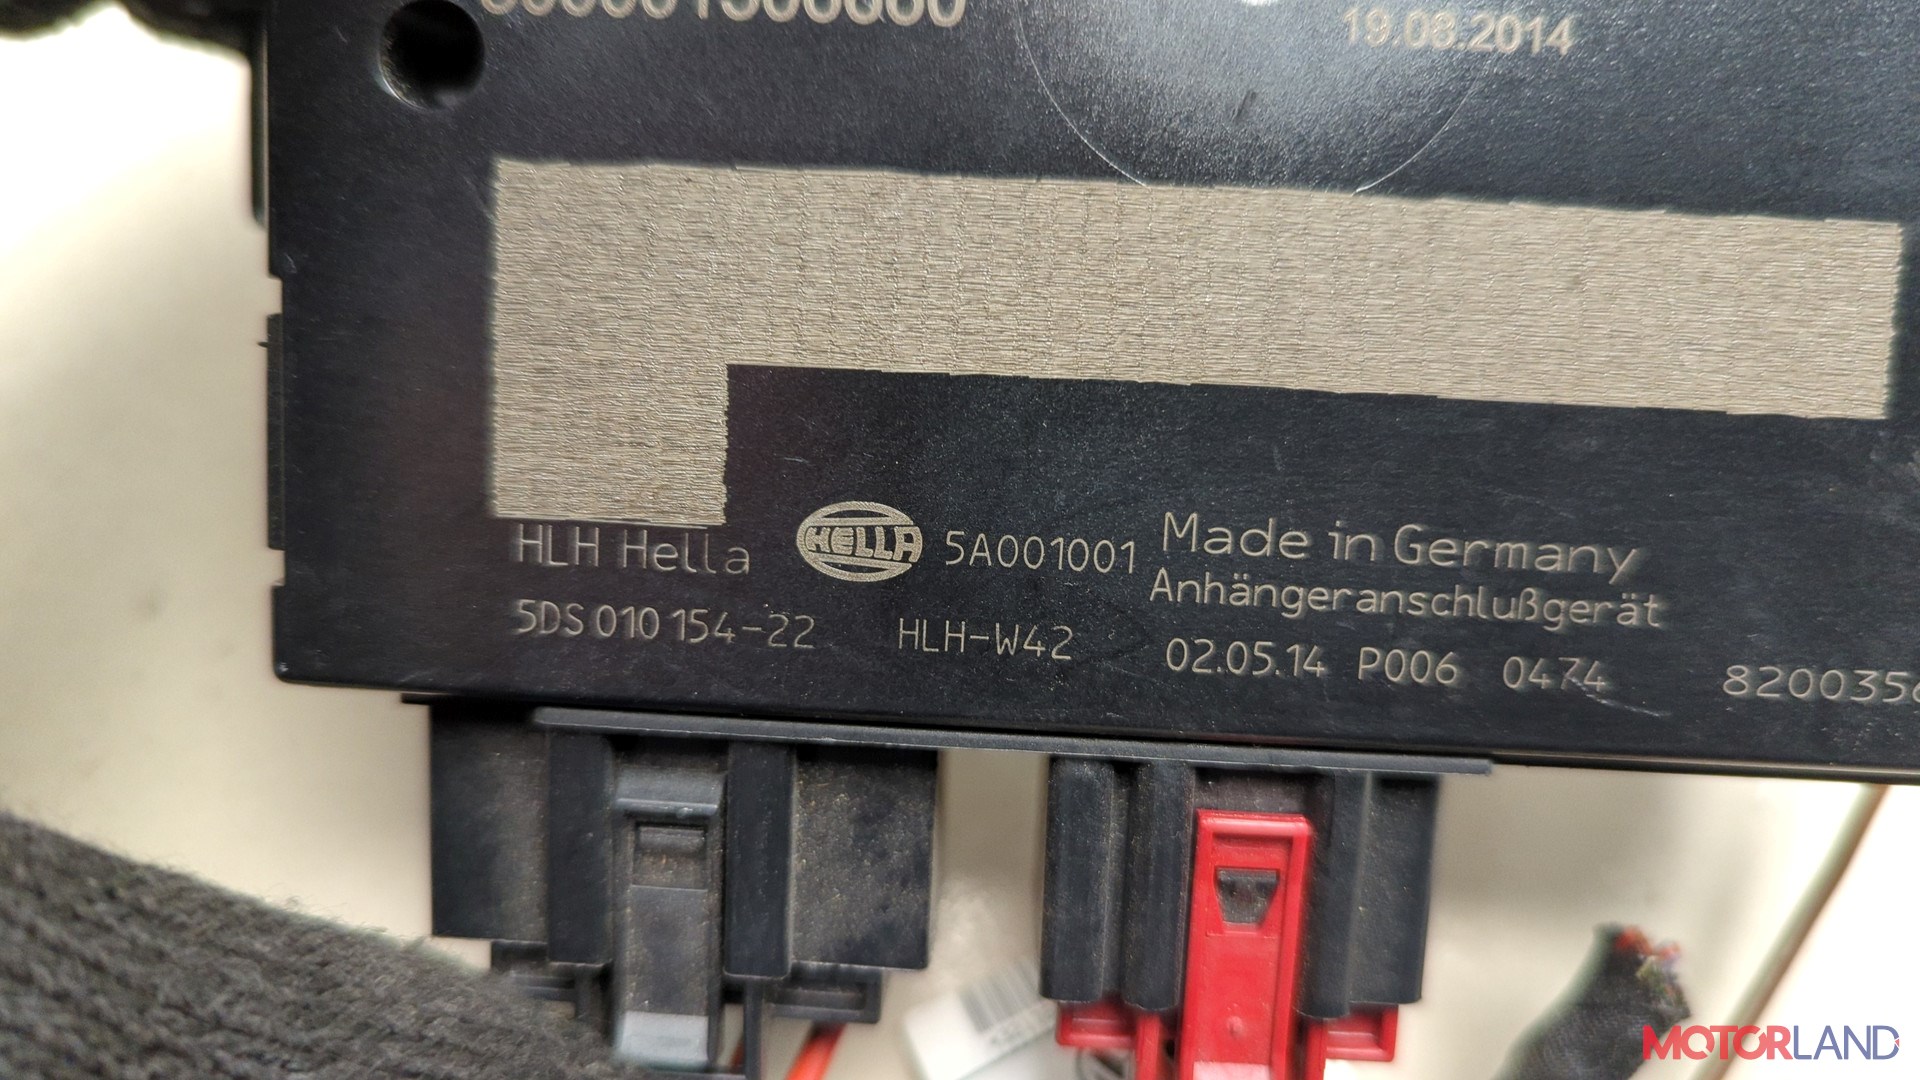 19.08.2014
HLH Hella HELLA 5A001001 Made in Germany
Anhängeranschlußgerät
5DS 010 154-22 HLH-W42 02.05.14 P006 0474
MOTORLAND